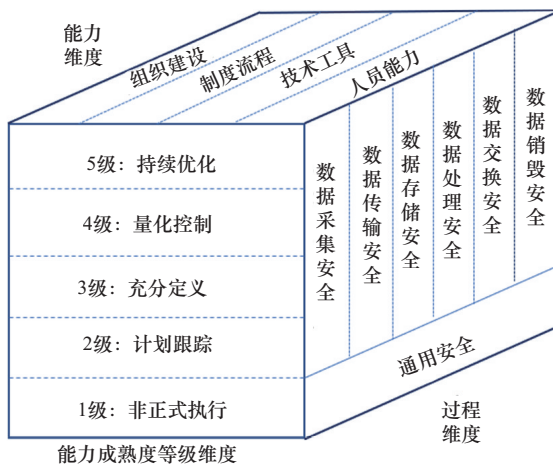 能力
维度
组织建设
制度流程
技术工具
人员能力
5级：持续优化
4级：量化控制
3级：充分定义
2级：计划跟踪
1级：非正式执行
数据采集安全
数据传输安全
数据存储安全
数据处理安全
数据交换安全
数据销毁安全
通用安全
过程
维度
能力成熟度等级维度